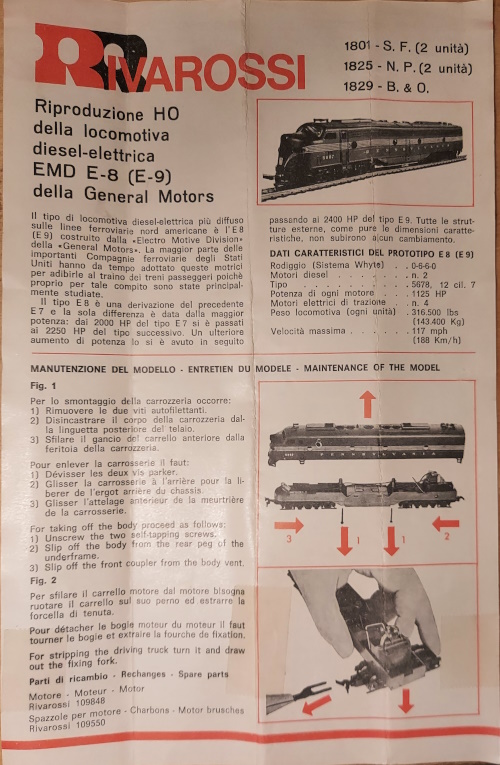 RIVAROSSI
1801 - S. F. (2 unità)
1825 - N. P. (2 unità)
1829 - B. & O.
Riproduzione HO
della locomotiva
diesel-elettrica
EMD E-8 (E-9)
della General Motors
Il tipo di locomotiva diesel-elettrica più diffuso
sulle linee ferroviarie nord americane è l'E 8
(E 9) costruito dalla «Electro Motive Division»
della «General Motors». La maggior parte delle
importanti Compagnie ferroviarie degli Stati
Uniti hanno da tempo adottato queste motrici
per adibirle al traino dei treni passeggeri poichè
proprio per tale compito sono state principal-
mente studiate.
Il tipo E 8 è una derivazione del precedente
E 7 e la sola differenza è data dalla maggior
potenza: dai 2000 HP del tipo E 7 si è passati
ai 2250 HP del tipo successivo. Un ulteriore
aumento di potenza lo si è avuto in seguito
passando ai 2400 HP del tipo E 9. Tutte le strut-
ture esterne, come pure le dimensioni caratte-
ristiche, non subirono alcun cambiamento.
DATI CARATTERISTICI DEL PROTOTIPO E 8 (E 9)
Rodiggio (Sistema Whyte) . . 0-6-6-0
Motori diesel . . . . . . n. 2
Tipo . . . . . . . . 567B, 12 cil. 7
Potenza di ogni motore . . . 1125 HP
Motori elettrici di trazione . . n. 4
Peso locomotiva (ogni unità) . 316.500 lbs
(143.400 Kg)
Velocità massima . . . . . . 117 mph
(188 Km/h)
MANUTENZIONE DEL MODELLO - ENTRETIEN DU MODELE - MAINTENANCE OF THE MODEL
Fig. 1
Per lo smontaggio della carrozzeria occorre:
1) Rimuovere le due viti autofilettanti.
2) Disincastrare il corpo della carrozzeria dal-
la linguetta posteriore del telaio.
3) Sfilare il gancio del carrello anteriore dalla
feritoia della carrozzeria.
Pour enlever la carrosserie il faut:
1) Dévisser les deux vis parker.
2) Glisser la carrosserie à l'arrière pour la li-
berer de l'ergot arrière du chassis.
3) Glisser l'attelage anterieur de la meurtrière
de la carrosserie.
For taking off the body proceed as follows:
1) Unscrew the two self-tapping screws.
2) Slip off the body from the rear peg of the
underframe.
3) Slip off the front coupler from the body vent.
PENNSYLVANIA
3
1
1
2
Fig. 2
Per sfilare il carrello motore dal motore bisogna
ruotare il carrello sul suo perno ed estrarre la
forcella di tenuta.
Pour détacher le bogie moteur du moteur il faut
tourner le bogie et extraire la fourche de fixation.
For stripping the driving truck turn it and draw
out the fixing fork.
Parti di ricambio - Rechanges - Spare parts
Motore - Moteur - Motor
Rivarossi 109848
Spazzole per motore - Charbons - Motor brusches
Rivarossi 109550